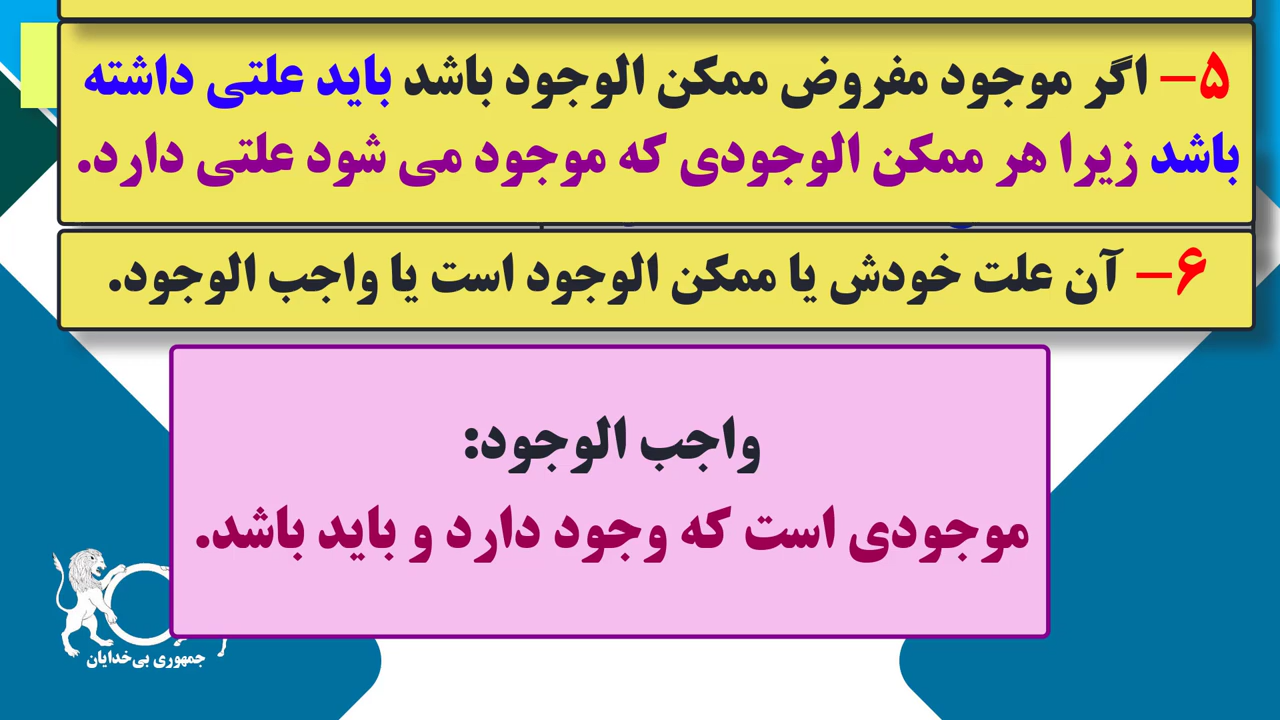 ۵- اگر موجود مفروض ممکن الوجود باشد باید علتی داشته
باشد زیرا هر ممکن الوجودی که موجود می شود علتی دارد.
۶- آن علت خودش یا ممکن الوجود است یا واجب الوجود.
واجب الوجود:
موجودی است که وجود دارد و باید باشد.
جمهوری بی‌خدایان